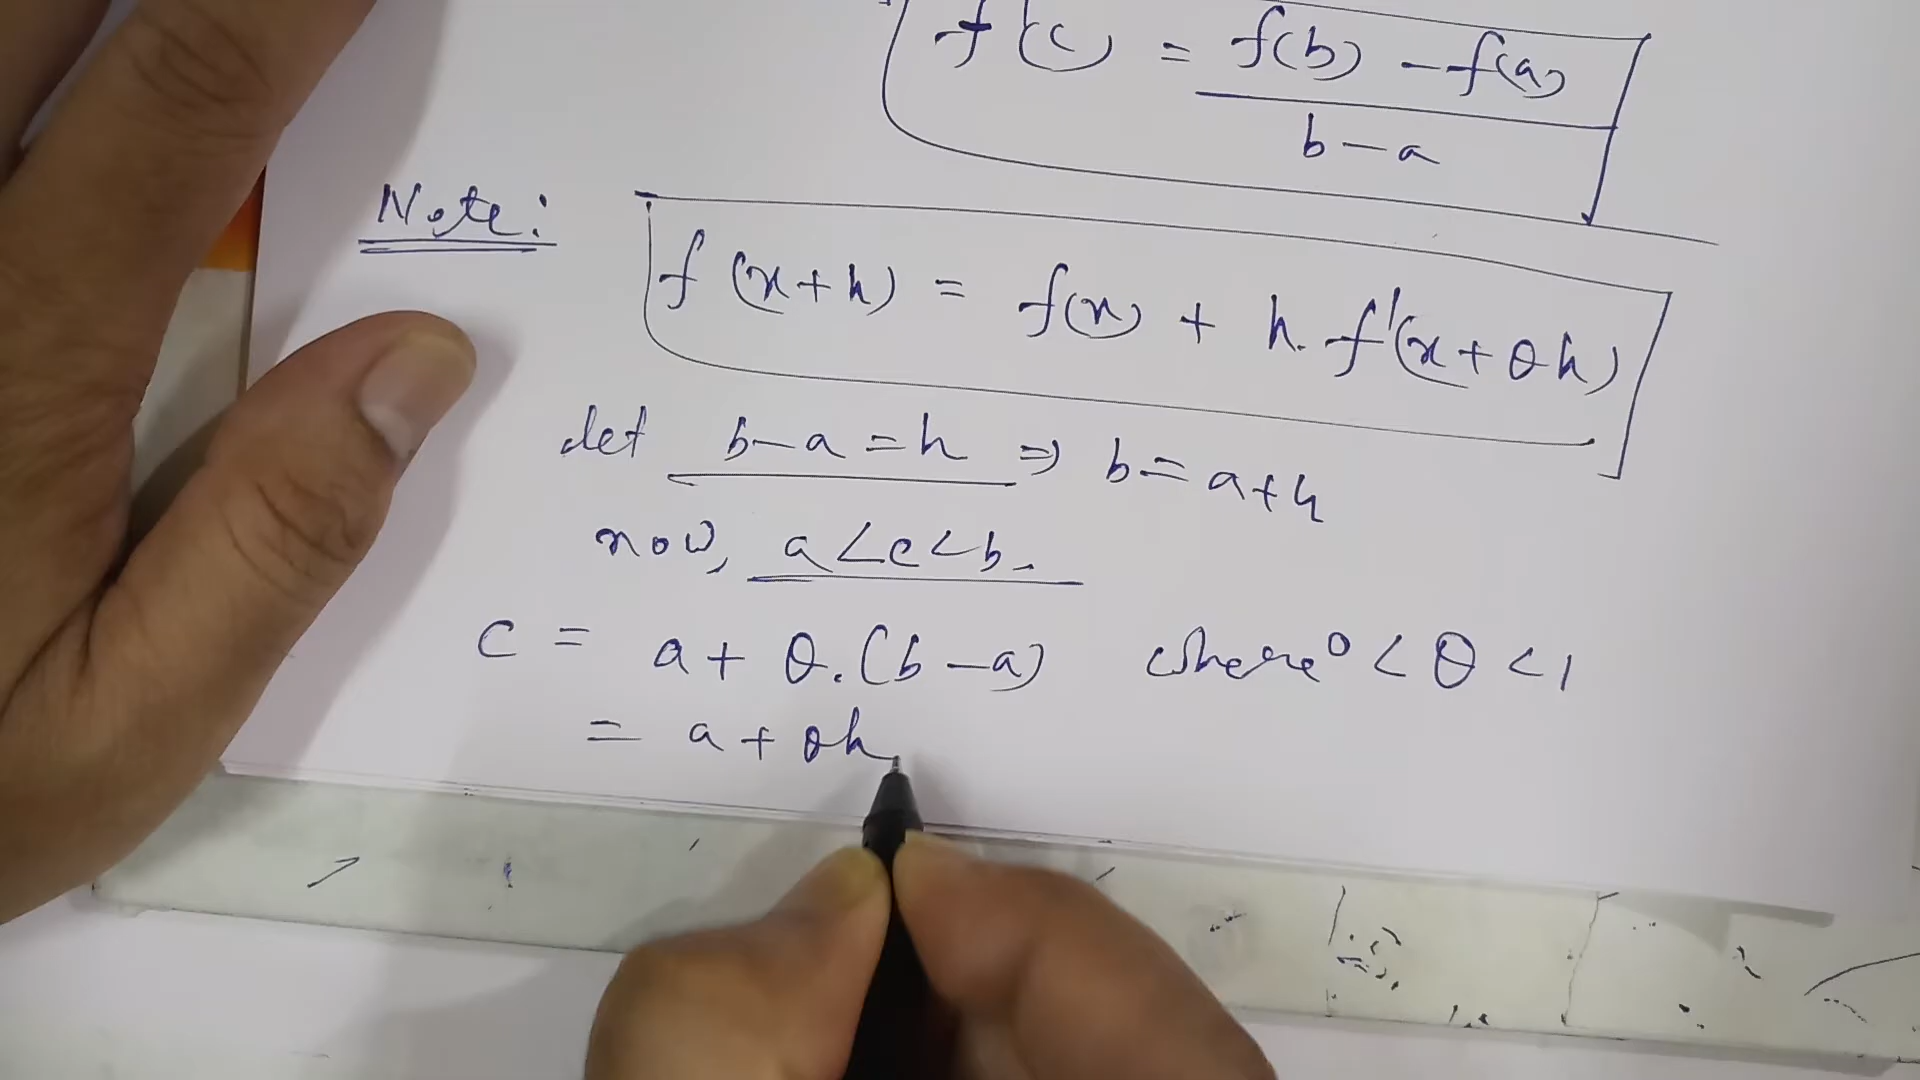 f'(c) = f(b) - f(a)
b - a
Note:
f(x+h) = f(x) + h. f'(x+θh)
let b-a=h ⇒ b= a+h
now, a<c<b.
c = a + θ.(b-a) where 0 < θ < 1
= a + θh